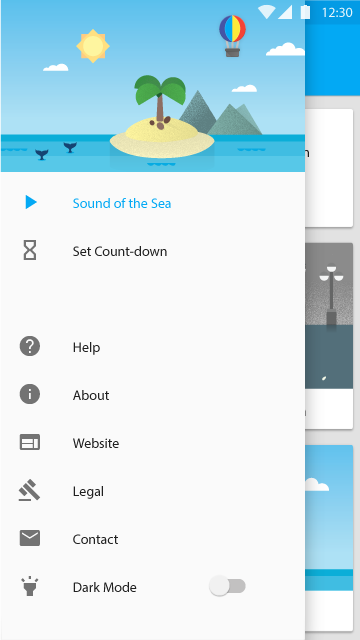 12:30
Sound of the Sea
Set Count-down
Help
About
Website
Legal
Contact
Dark Mode